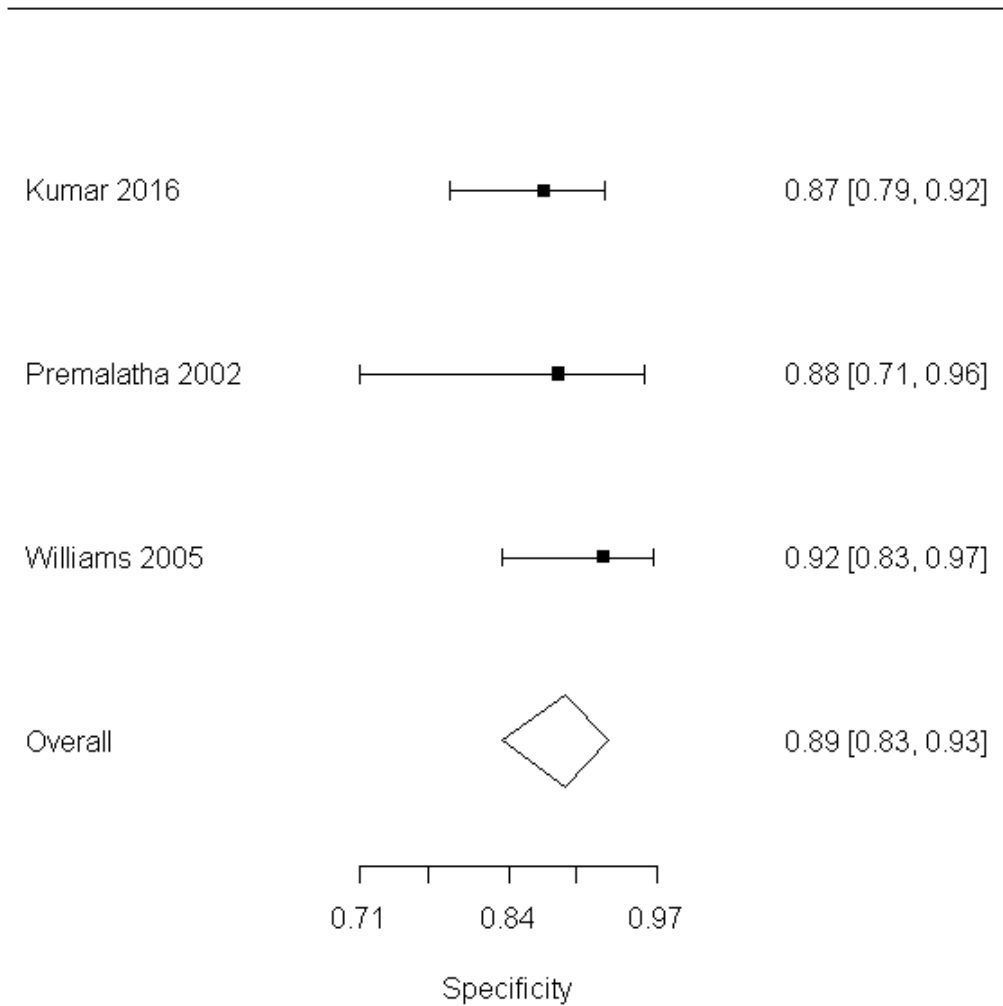 Kumar 2016 0.87 [0.79, 0.92]
Premalatha 2002 0.88 [0.71, 0.96]
Williams 2005 0.92 [0.83, 0.97]
Overall 0.89 [0.83, 0.93]
0.71 0.84 0.97
Specificity